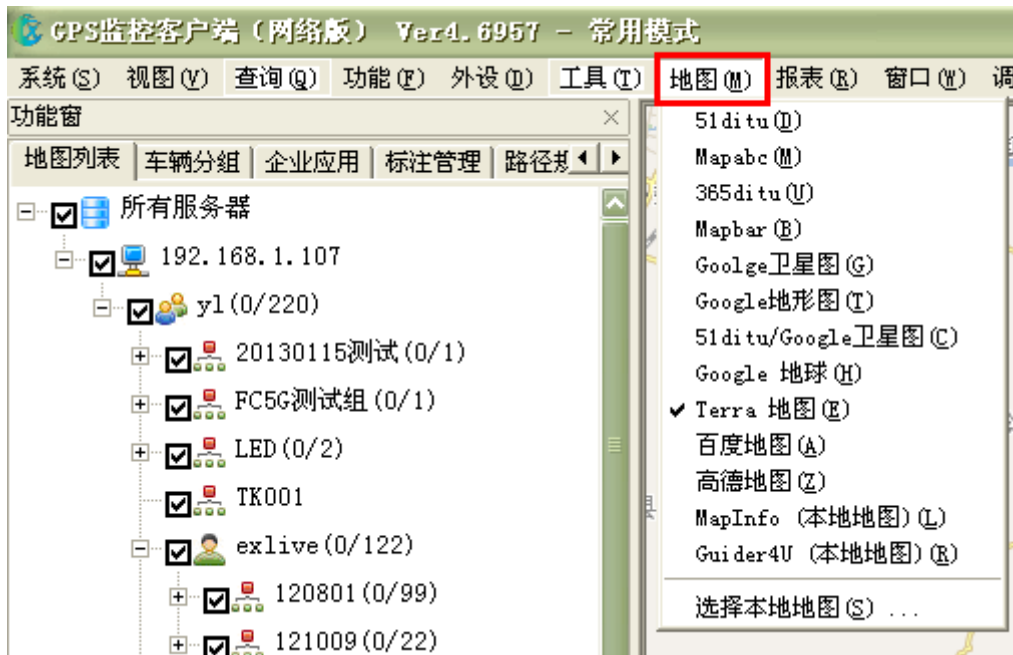 GPS监控客户端（网络版） Ver4.6957 - 常用模式
系统(S) 视图(V) 查询(Q) 功能(F) 外设(D) 工具(T) 地图(M) 报表(R) 窗口(W) 调
功能窗
地图列表 车辆分组 企业应用 标注管理 路径规
所有服务器
192.168.1.107
yl(0/220)
20130115测试(0/1)
FC5G测试组(0/1)
LED(0/2)
TK001
exlive(0/122)
120801(0/99)
121009(0/22)
51ditu(D)
Mapabc(M)
365ditu(U)
Mapbar(B)
Goolge卫星图(G)
Google地形图(T)
51ditu/Google卫星图(C)
Google 地球(H)
Terra 地图(E)
百度地图(A)
高德地图(Z)
MapInfo (本地地图)(L)
Guider4U (本地地图)(R)
选择本地地图(S) ...